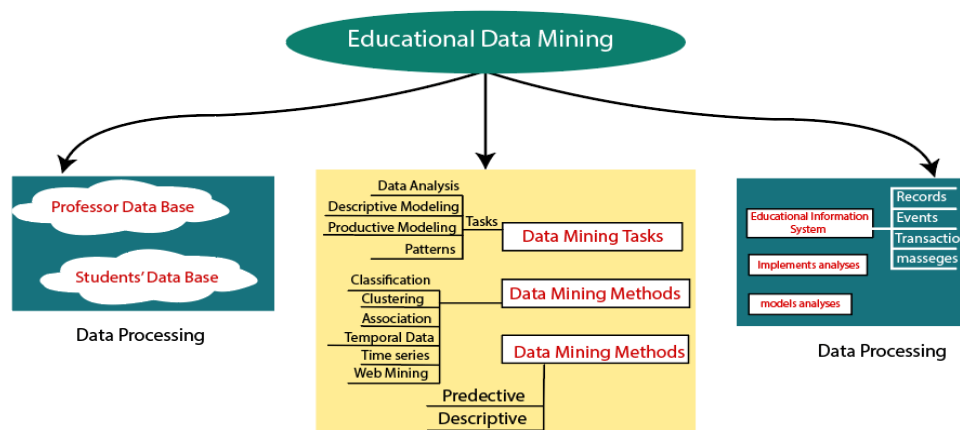 Educational Data Mining
Professor Data Base
Students' Data Base
Data Processing
Data Analysis
Descriptive Modeling
Productive Modeling
Patterns
Tasks
Data Mining Tasks
Classification
Clustering
Association
Temporal Data
Time series
Web Mining
Data Mining Methods
Data Mining Methods
Predective
Descriptive
Educational Information
System
Records
Events
Transactio
masseges
Implements analyses
models analyses
Data Processing